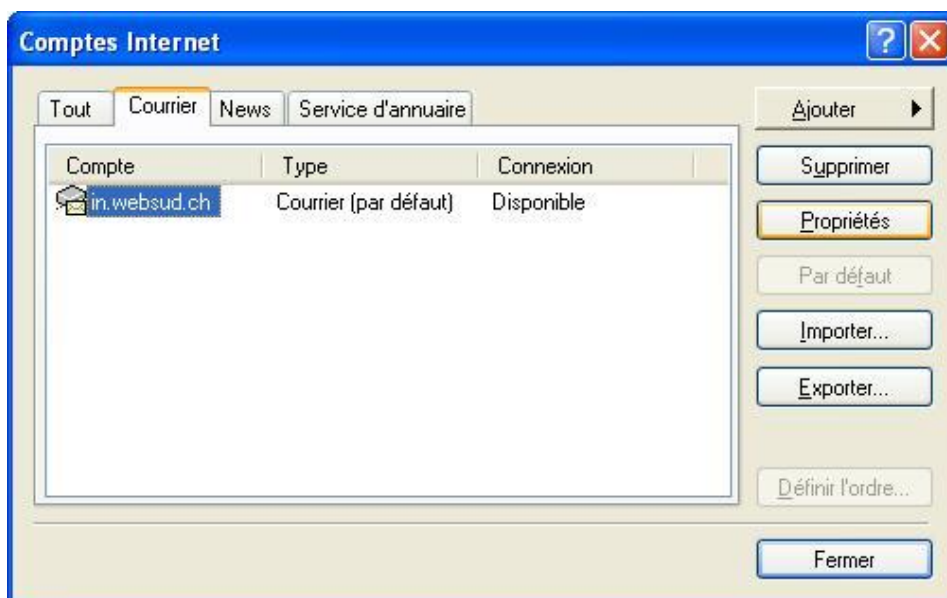 Comptes Internet
Tout Courrier News Service d'annuaire
Compte Type Connexion
in.websud.ch Courrier (par défaut) Disponible
Ajouter
Supprimer
Propriétés
Par défaut
Importer...
Exporter...
Définir l'ordre...
Fermer